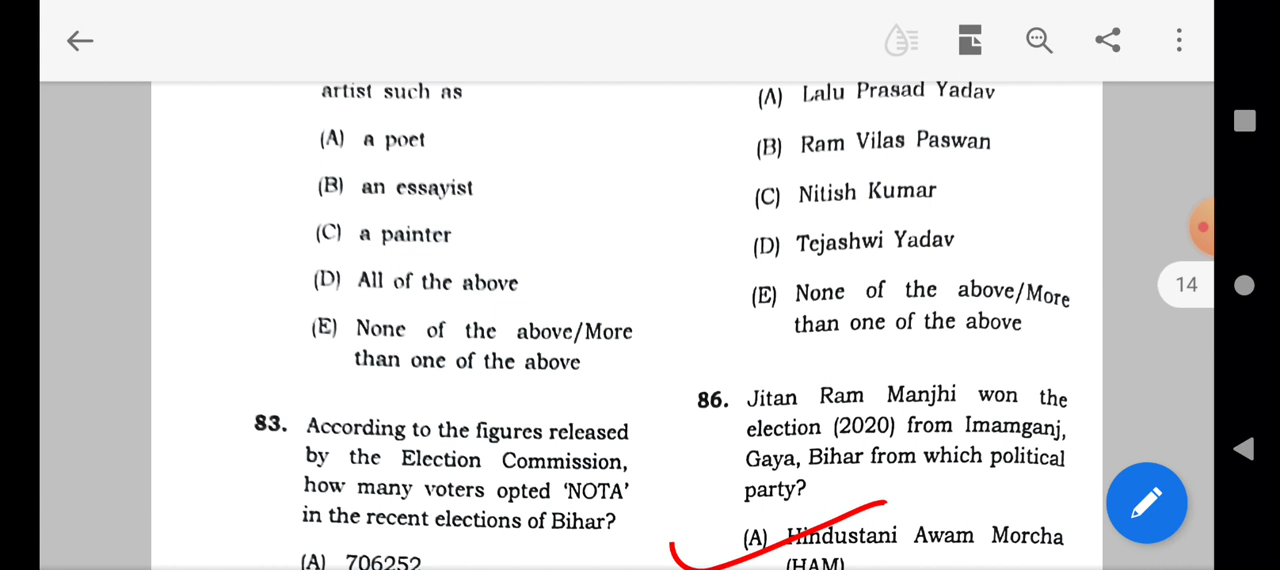 artist such as
(A) a poet
(B) an essayist
(C) a painter
(D) All of the above
(E) None of the above/More
than one of the above
83. According to the figures released
by the Election Commission,
how many voters opted ‘NOTA’
in the recent elections of Bihar?
(A) 706252
(A) Lalu Prasad Yadav
(B) Ram Vilas Paswan
(C) Nitish Kumar
(D) Tejashwi Yadav
(E) None of the above/More
than one of the above
86. Jitan Ram Manjhi won the
election (2020) from Imamganj,
Gaya, Bihar from which political
party?
(A) Hindustani Awam Morcha
(HAM)
14